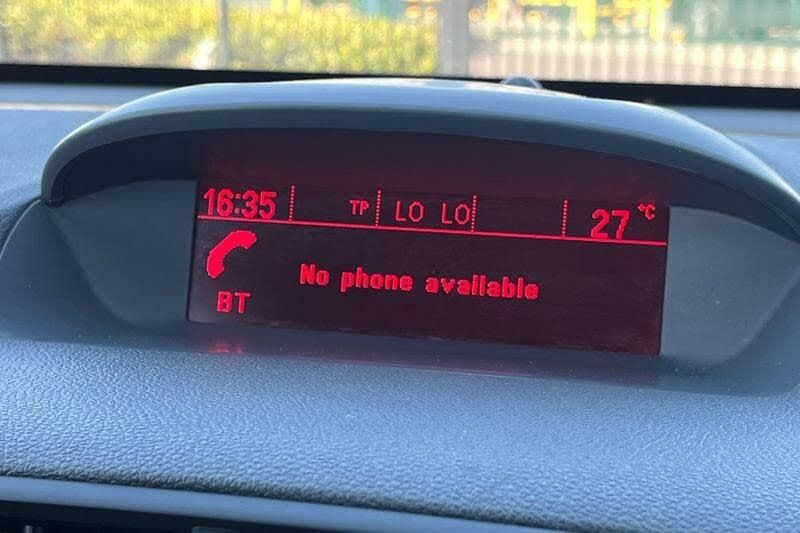 16:35 TP LO LO 27 °C
No phone available
BT